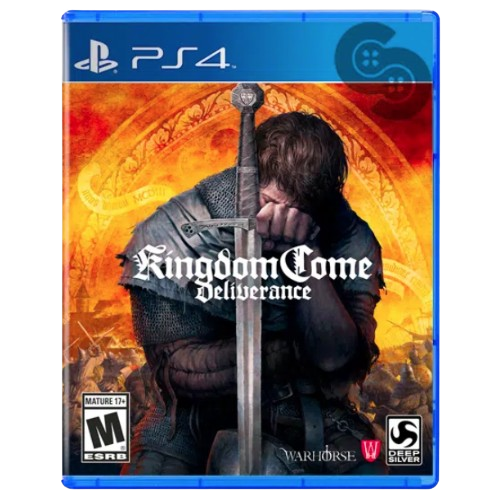 PS4
Kingdom Come
Deliverance
MATURE 17+
M
ESRB
WARHORSE
W
DEEP
SILVER